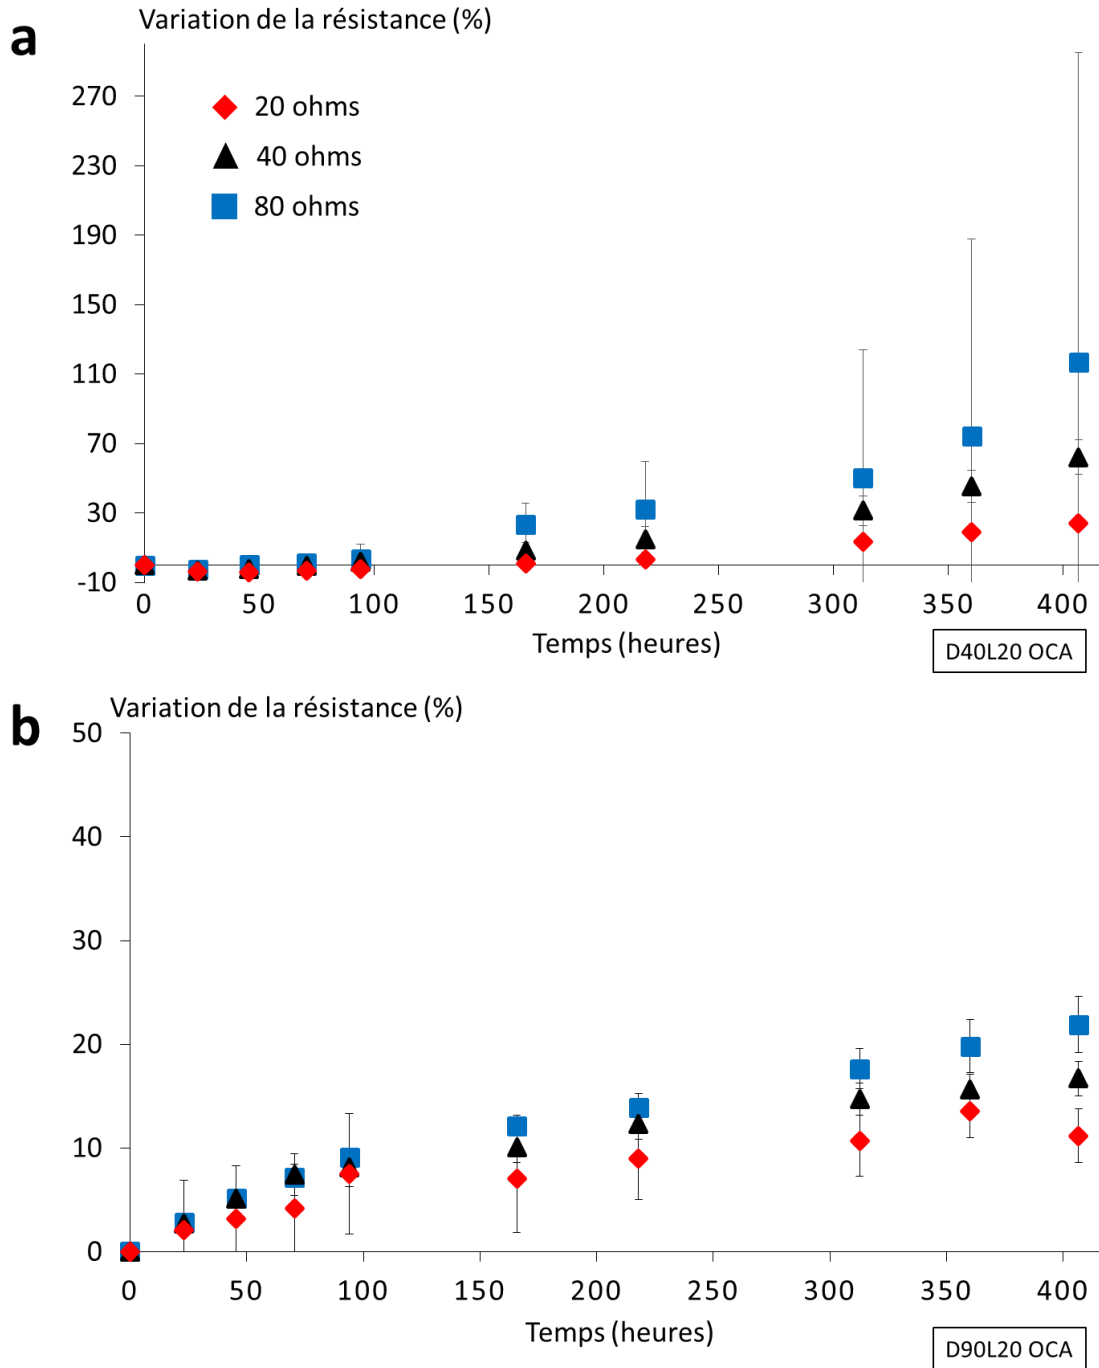 a
Variation de la résistance (%)
270
230
190
150
110
70
30
-10
20 ohms
40 ohms
80 ohms
0 50 100 150 200 250 300 350 400
Temps (heures)
D40L20 OCA
b
Variation de la résistance (%)
50
40
30
20
10
0
0 50 100 150 200 250 300 350 400
Temps (heures)
D90L20 OCA